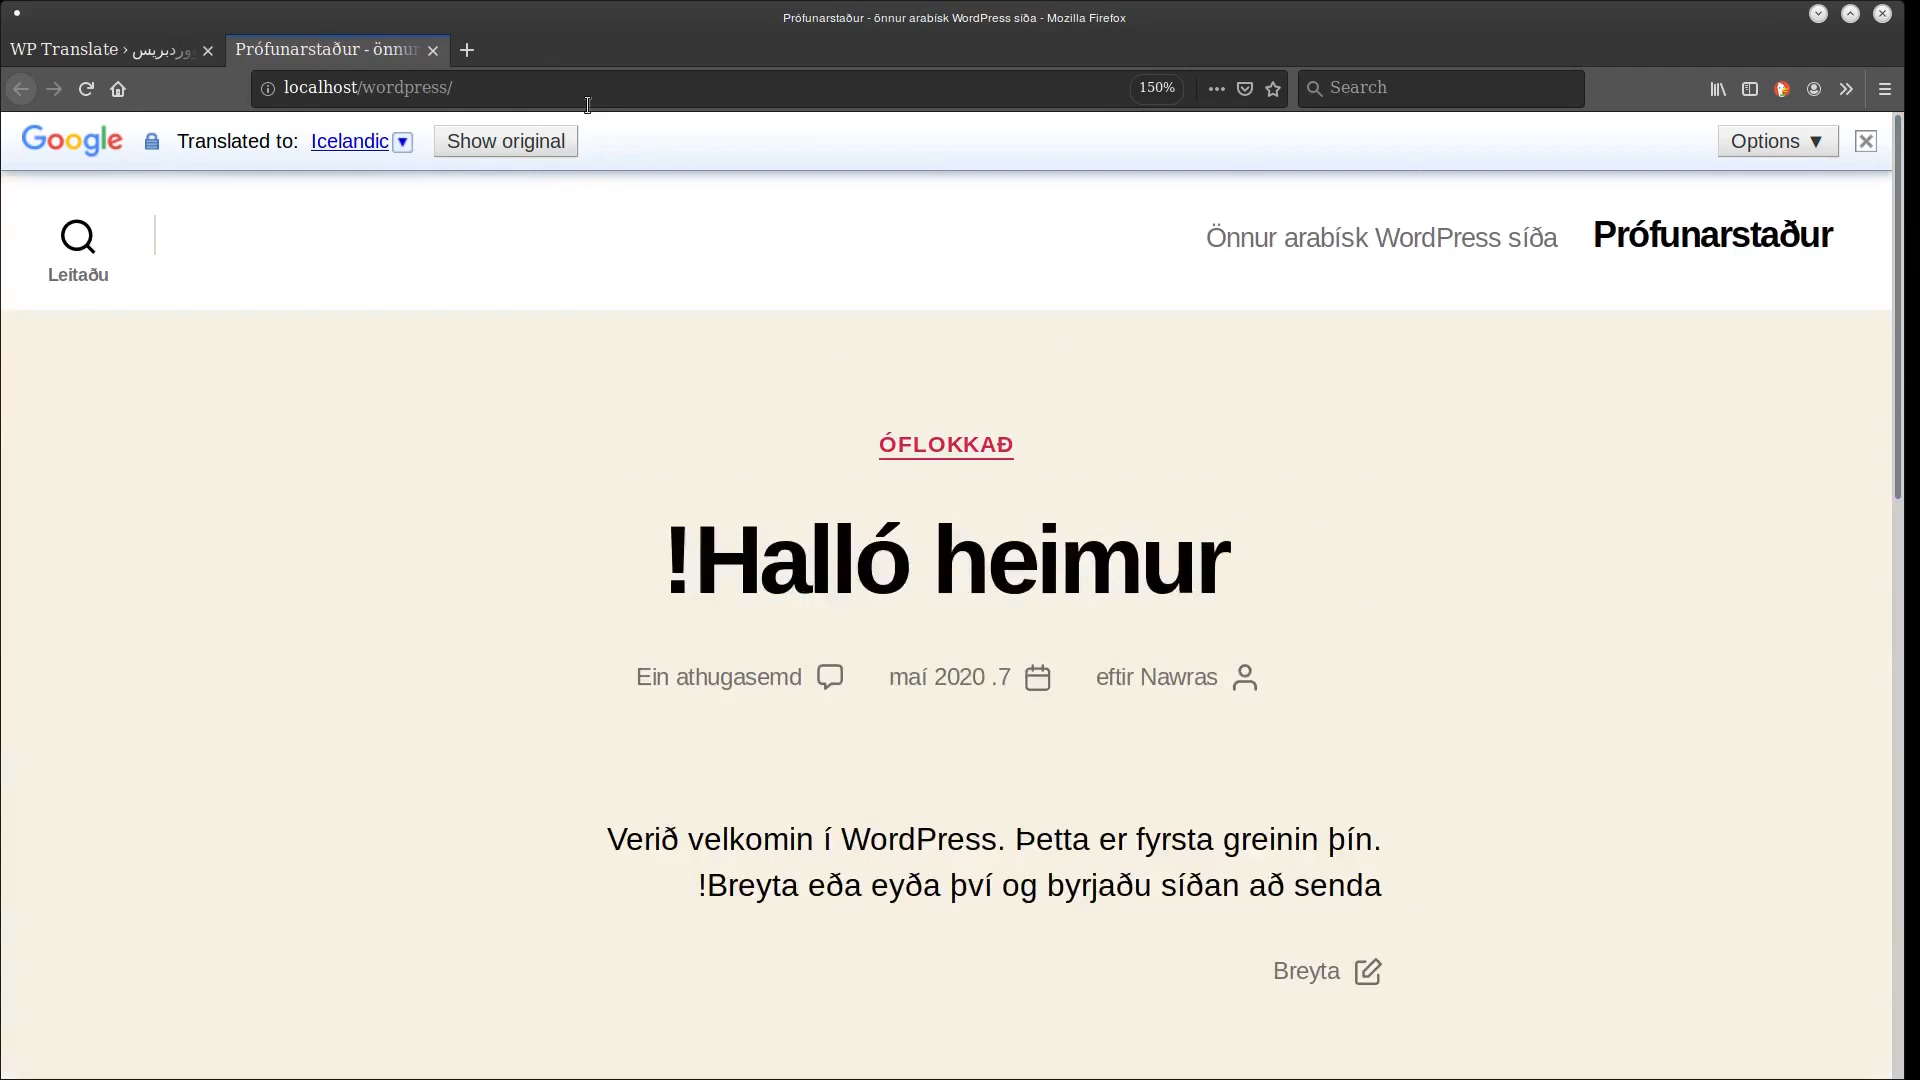 Prófunarstaður - önnur arabísk WordPress síða - Mozilla Firefox
WP Translate › ووردبريس
Prófunarstaður - önnur
localhost/wordpress/
150%
Search
Google
Translated to: Icelandic
Show original
Options ▼
Leitaðu
Önnur arabísk WordPress síða
Prófunarstaður
ÓFLOKKAÐ
!Halló heimur
Ein athugasemd
maí 2020 .7
eftir Nawras
Verið velkomin í WordPress. Þetta er fyrsta greinin þín.
!Breyta eða eyða því og byrjaðu síðan að senda
Breyta